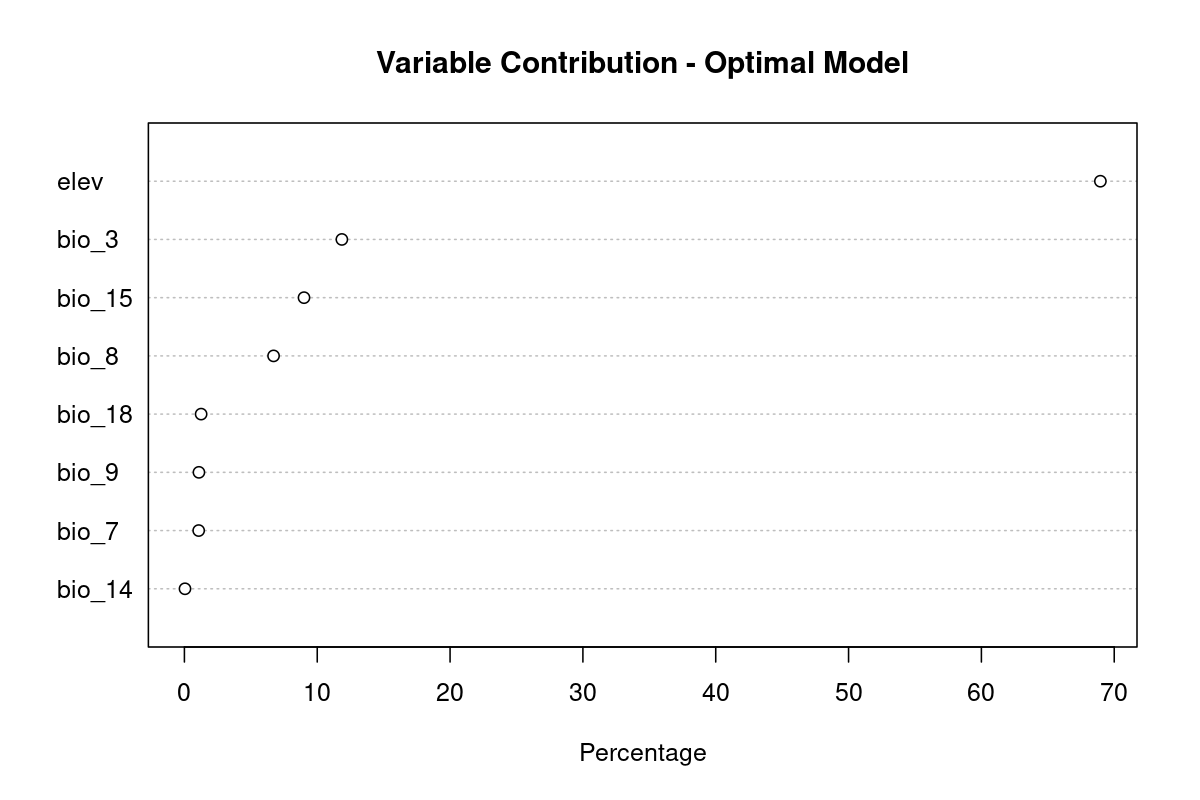 Variable Contribution - Optimal Model
elev
bio_3
bio_15
bio_8
bio_18
bio_9
bio_7
bio_14
0 10 20 30 40 50 60 70
Percentage